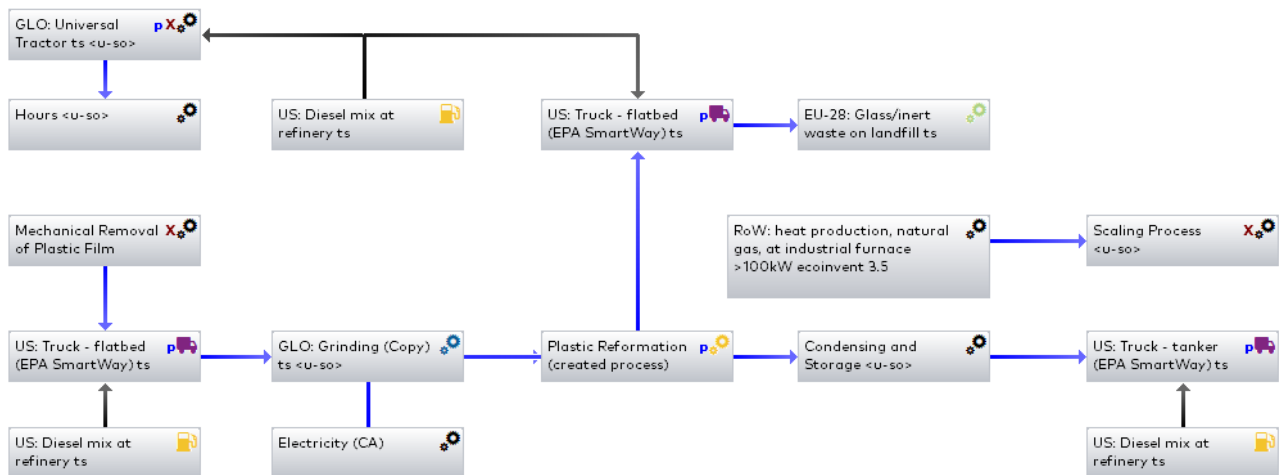 GLO: Universal
Tractor ts <u-so>
p X
Hours <u-so>
US: Diesel mix at
refinery ts
US: Truck - flatbed
(EPA SmartWay) ts
p
EU-28: Glass/inert
waste on landfill ts
Mechanical Removal
of Plastic Film
X
RoW: heat production, natural
gas, at industrial furnace
>100kW ecoinvent 3.5
Scaling Process
<u-so>
X
US: Truck - flatbed
(EPA SmartWay) ts
p
GLO: Grinding (Copy)
ts <u-so>
Plastic Reformation
(created process)
p
Condensing and
Storage <u-so>
US: Truck - tanker
(EPA SmartWay) ts
p
US: Diesel mix at
refinery ts
Electricity (CA)
US: Diesel mix at
refinery ts